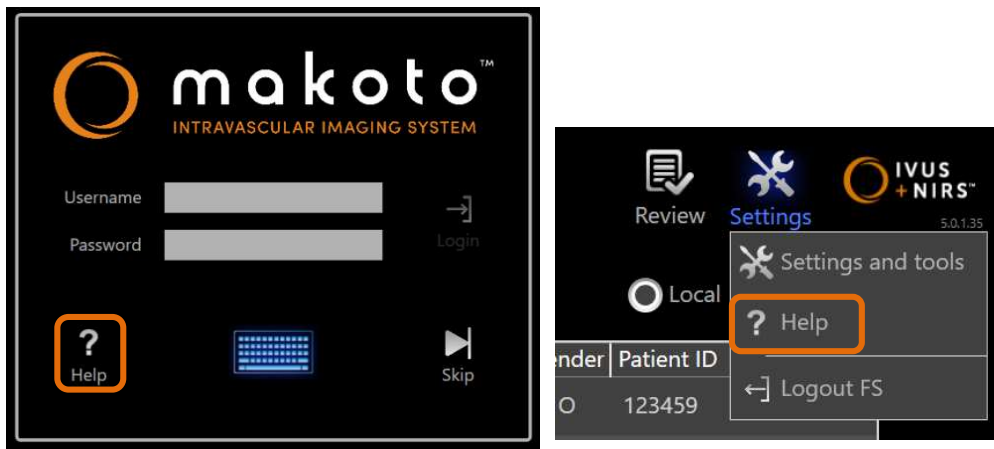 makoto™
INTRAVASCULAR IMAGING SYSTEM
Username
Password
Login
?
Help
Skip
Review
Settings
IVUS
+NIRS™
5.0.1.35
Settings and tools
Local
? Help
ender Patient ID
O 123459
Logout FS